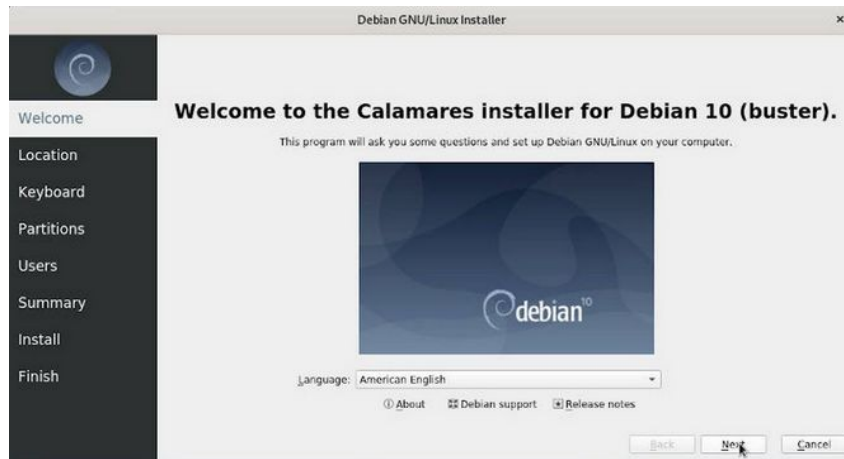 Debian GNU/Linux Installer
Welcome
Location
Keyboard
Partitions
Users
Summary
Install
Finish
Welcome to the Calamares installer for Debian 10 (buster).
This program will ask you some questions and set up Debian GNU/Linux on your computer.
debian 10
Language: American English
About Debian support Release notes
Back Next Cancel